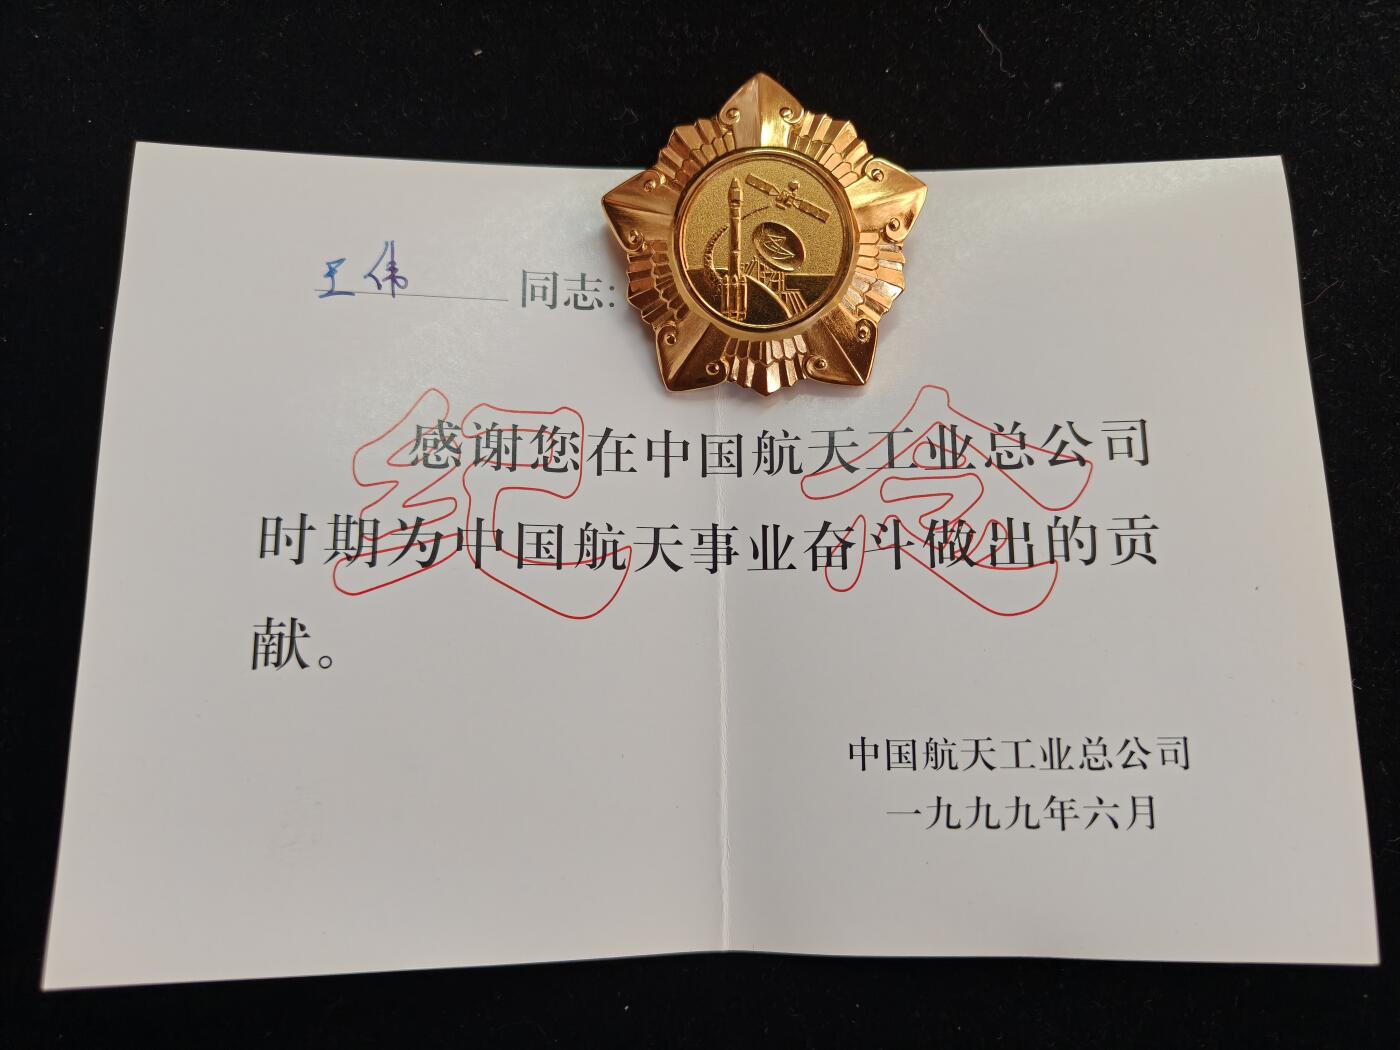 王伟 同志:
纪念
感谢您在中国航天工业总公司
时期为中国航天事业奋斗做出的贡
献。
中国航天工业总公司
一九九九年六月